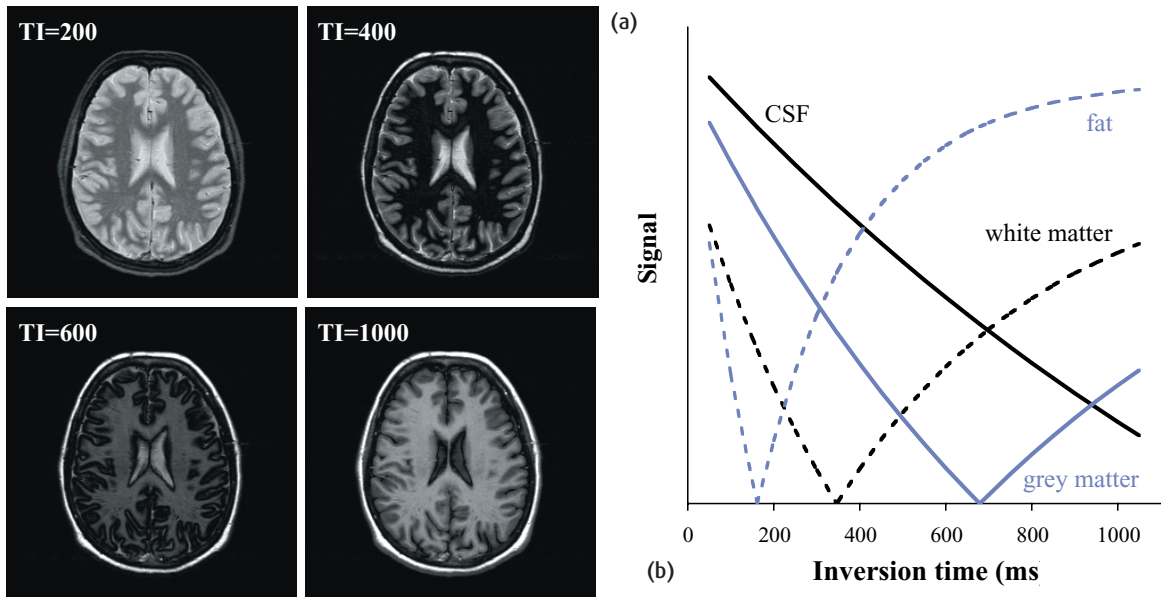 TI=200
TI=400
TI=600
TI=1000
(a)
CSF
fat
white matter
grey matter
Signal
0 200 400 600 800 1000
Inversion time (ms
(b)